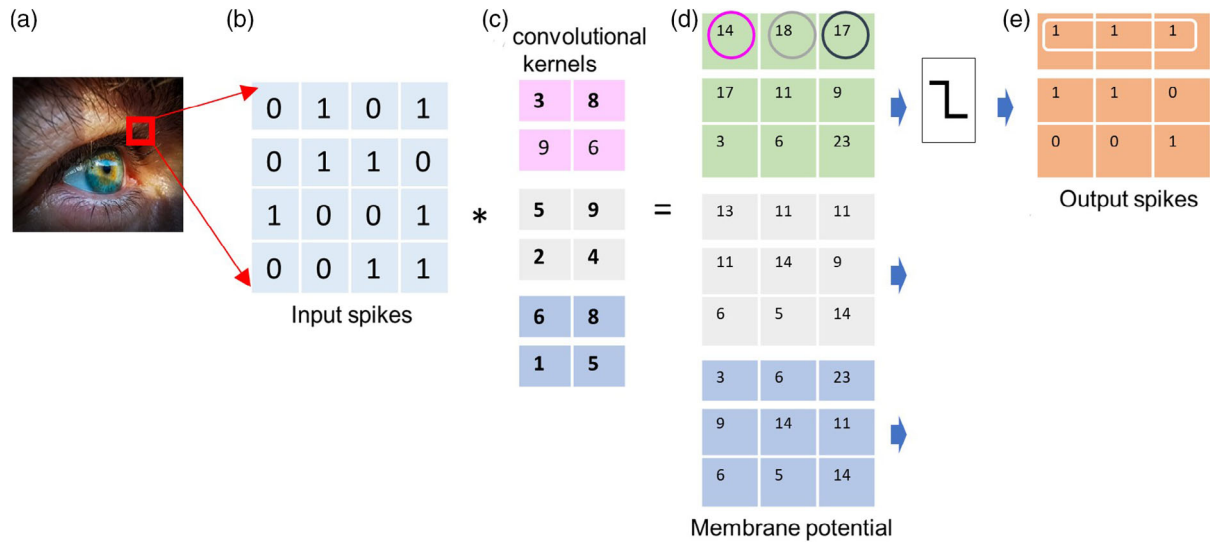 (a)
(b)
(c)
(d)
(e)
convolutional
kernels
0 1 0 1
0 1 1 0
1 0 0 1
0 0 1 1
Input spikes
*
3 8
9 6
5 9
2 4
6 8
1 5
=
14 18 17
17 11 9
3 6 23
13 11 11
11 14 9
6 5 14
3 6 23
9 14 11
6 5 14
Membrane potential
1 1 1
1 1 0
0 0 1
Output spikes